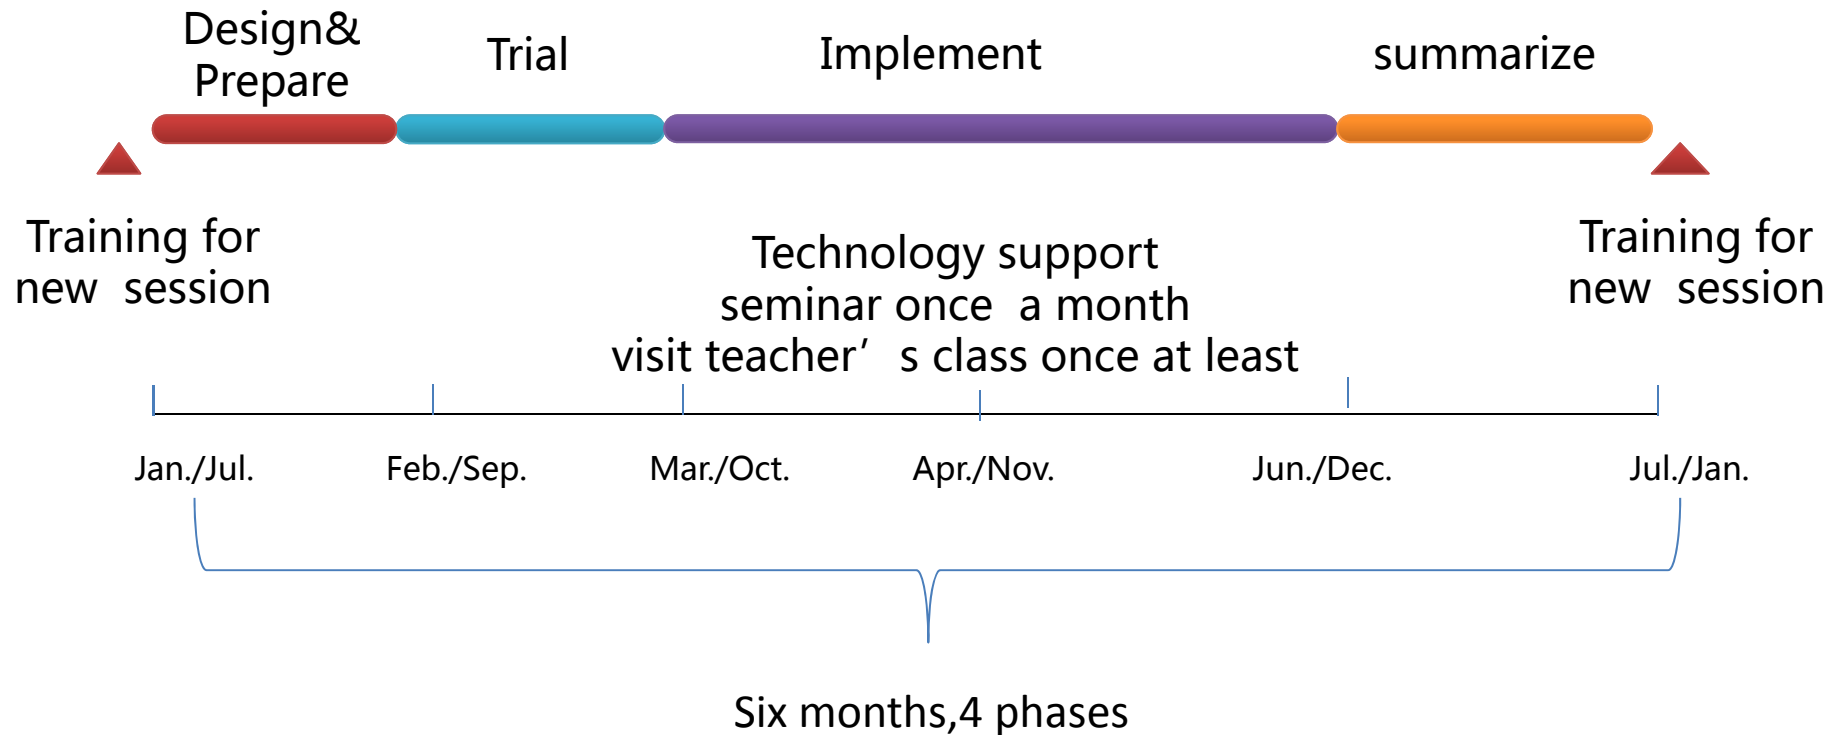 Design&
Prepare
Trial
Implement
summarize
Training for
new  session
Technology support
seminar once  a month
visit teacher’ s class once at least
Training for
new  session
Jan./Jul.
Feb./Sep.
Mar./Oct.
Apr./Nov.
Jun./Dec.
Jul./Jan.
Six months,4 phases